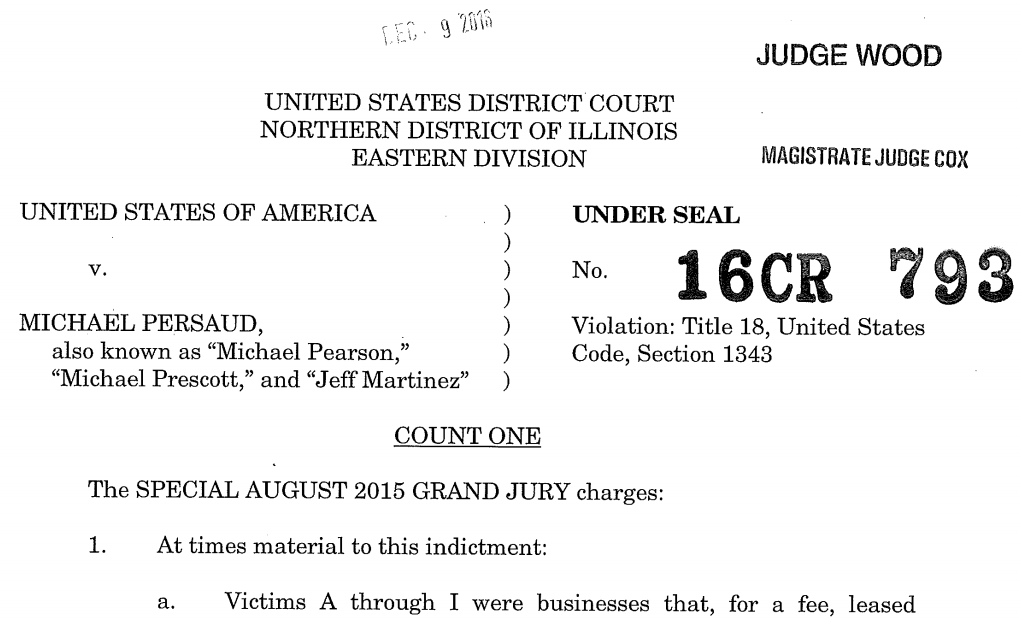 DEC - 9 2016
JUDGE WOOD
UNITED STATES DISTRICT COURT
NORTHERN DISTRICT OF ILLINOIS
EASTERN DIVISION
MAGISTRATE JUDGE COX
UNITED STATES OF AMERICA ) UNDER SEAL
)
v. ) No. 16CR 793
)
MICHAEL PERSAUD, ) Violation: Title 18, United States
also known as “Michael Pearson,” ) Code, Section 1343
“Michael Prescott,” and “Jeff Martinez” )
COUNT ONE
The SPECIAL AUGUST 2015 GRAND JURY charges:
1. At times material to this indictment:
a. Victims A through I were businesses that, for a fee, leased